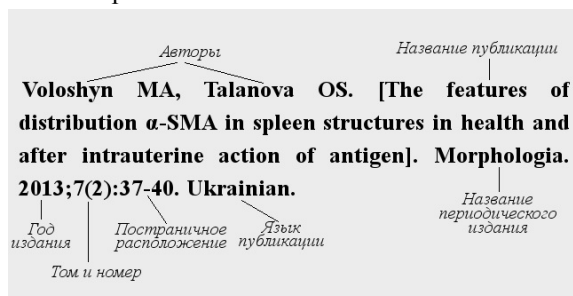 Авторы
Название публикации
Voloshyn MA, Talanova OS. [The features of
distribution α-SMA in spleen structures in health and
after intrauterine action of antigen]. Morphologia.
2013;7(2):37-40. Ukrainian.
Год
издания
Том и номер
Постраничное
расположение
Язык
публикации
Название
периодического
издания